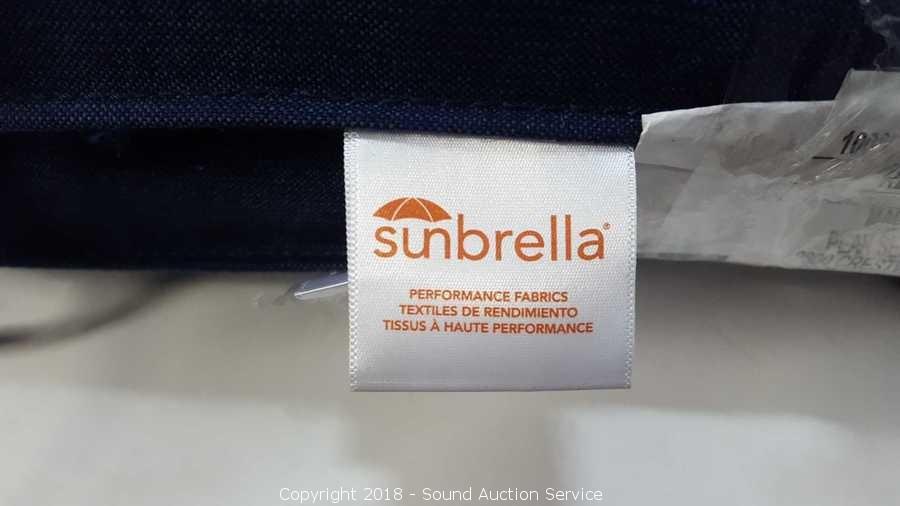 sunbrella®
PERFORMANCE FABRICS
TEXTILES DE RENDIMIENTO
TISSUS À HAUTE PERFORMANCE
Copyright 2018 - Sound Auction Service